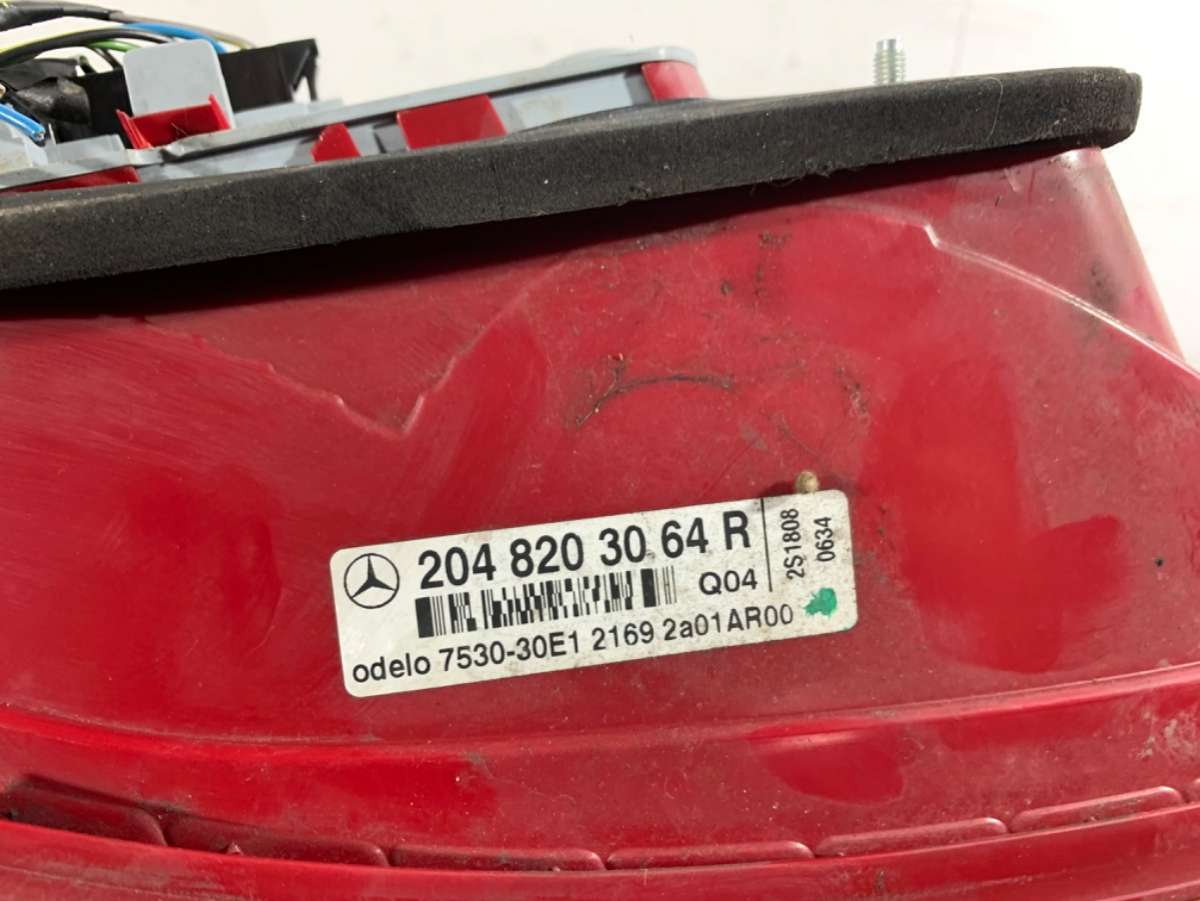 204 820 30 64 R
Q04
2S1808
0634
odelo 7530-30E1 2169 2a01AR00